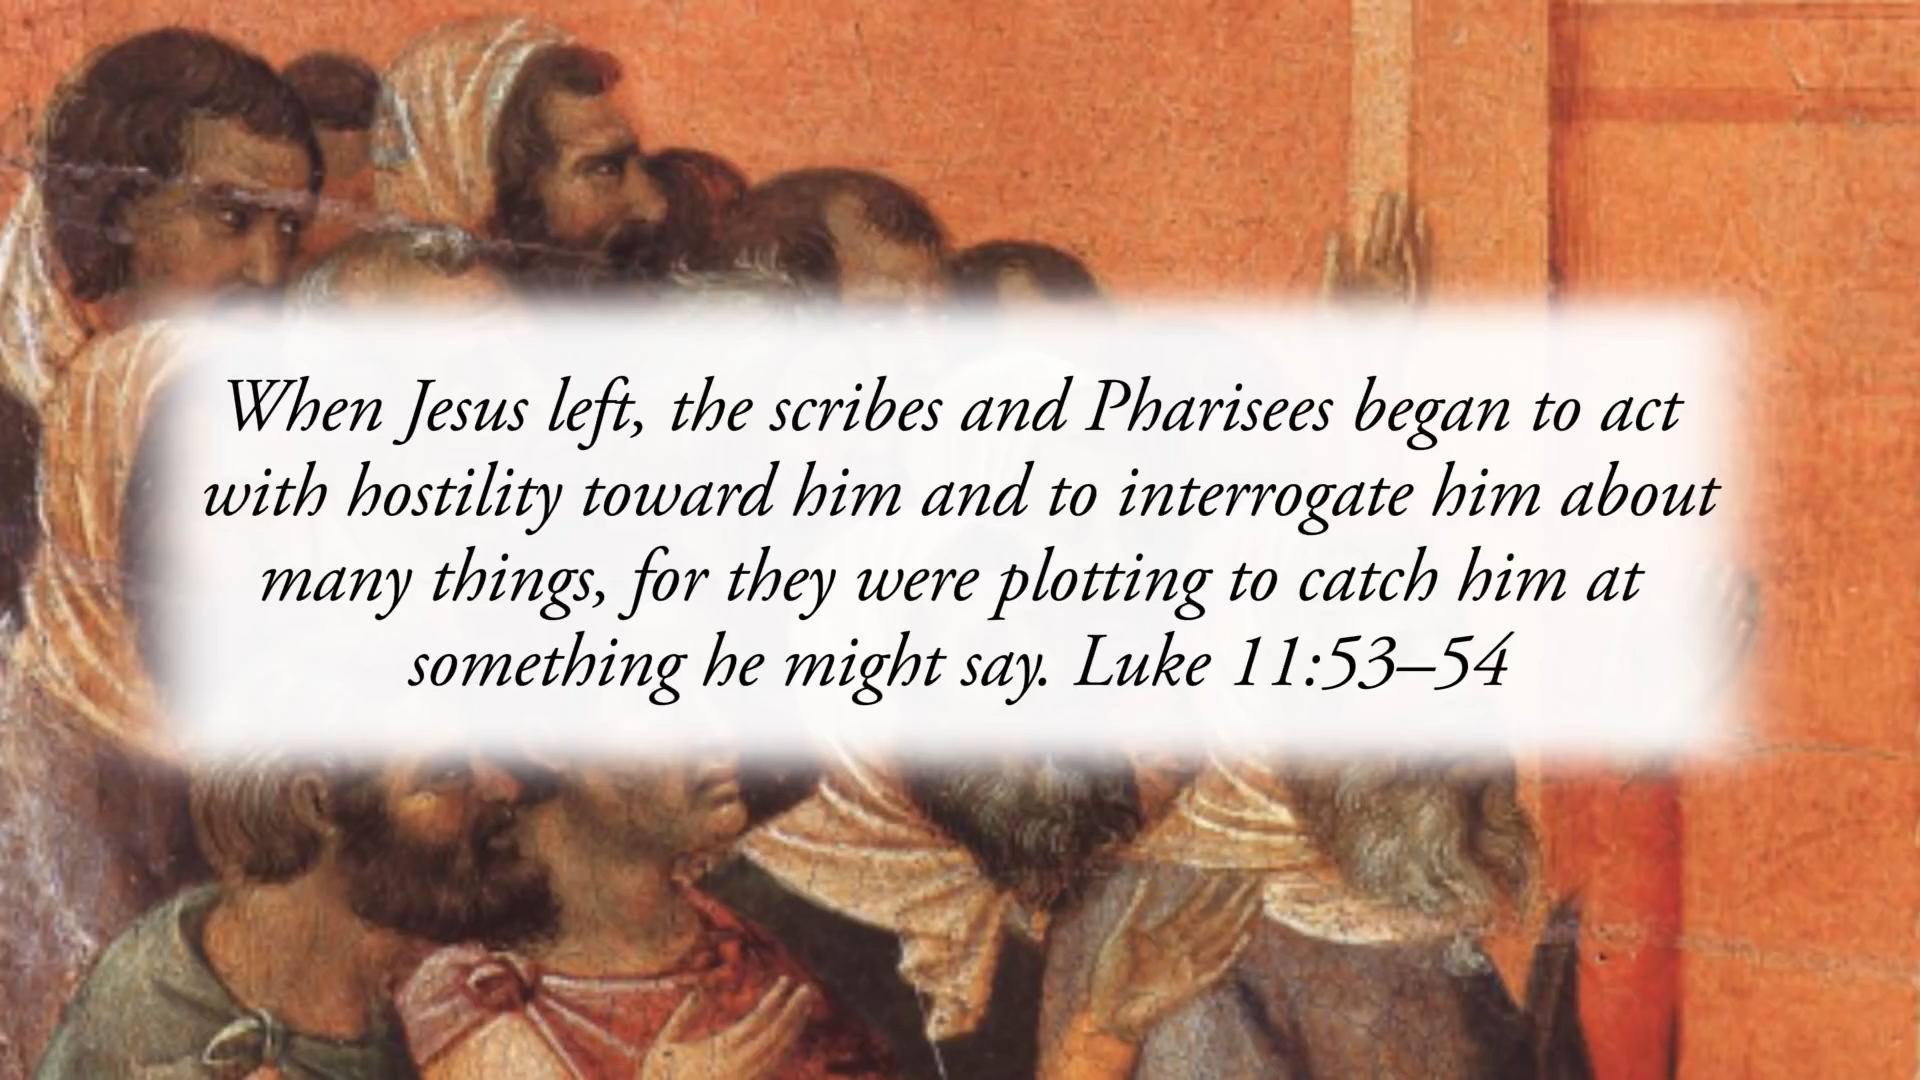 When Jesus left, the scribes and Pharisees began to act
with hostility toward him and to interrogate him about
many things, for they were plotting to catch him at
something he might say. Luke 11:53–54